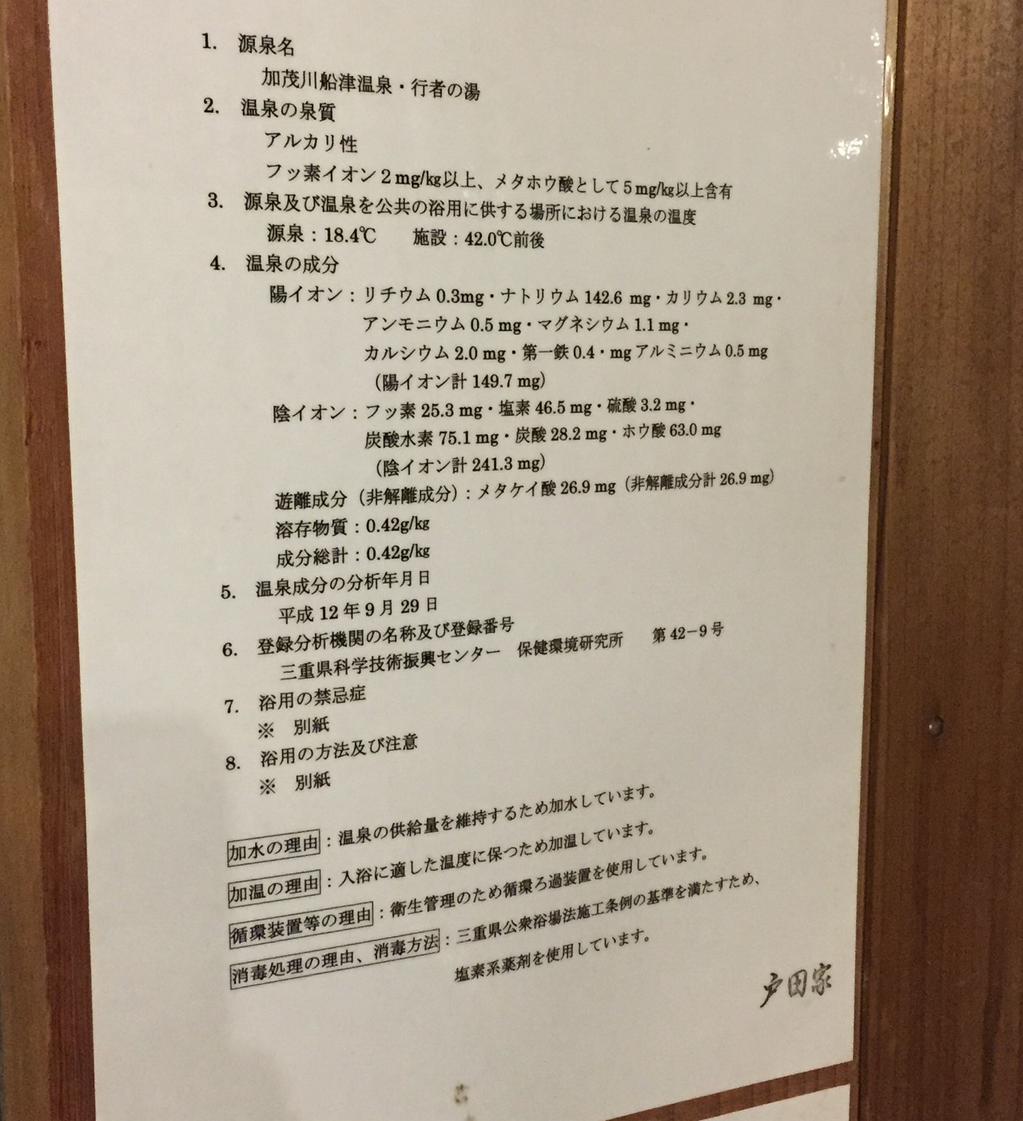 1. 源泉名
加茂川船津温泉・行者の湯
2. 温泉の泉質
アルカリ性
フッ素イオン2mg/㎏以上、メタホウ酸として5mg/㎏以上含有
3. 源泉及び温泉を公共の浴用に供する場所における温泉の温度
源泉：18.4℃　施設：42.0℃前後
4. 温泉の成分
陽イオン：リチウム 0.3mg・ナトリウム 142.6 mg・カリウム 2.3 mg・
アンモニウム 0.5 mg・マグネシウム 1.1 mg・
カルシウム 2.0 mg・第一鉄 0.4・mg アルミニウム 0.5 mg
（陽イオン計 149.7 mg）
陰イオン：フッ素 25.3 mg・塩素 46.5 mg・硫酸 3.2 mg・
炭酸水素 75.1 mg・炭酸 28.2 mg・ホウ酸 63.0 mg
（陰イオン計 241.3 mg）
遊離成分（非解離成分）：メタケイ酸 26.9 mg（非解離成分計 26.9 mg）
溶存物質：0.42g/㎏
成分総計：0.42g/㎏
5. 温泉成分の分析年月日
平成 12 年 9 月 29 日
6. 登録分析機関の名称及び登録番号
三重県科学技術振興センター　保健環境研究所　第 42－9 号
7. 浴用の禁忌症
※　別紙
8. 浴用の方法及び注意
※　別紙
加水の理由：温泉の供給量を維持するため加水しています。
加温の理由：入浴に適した温度に保つため加温しています。
循環装置等の理由：衛生管理のため循環ろ過装置を使用しています。
消毒処理の理由、消毒方法：三重県公衆浴場法施工条例の基準を満たすため、
塩素系薬剤を使用しています。
戸田家